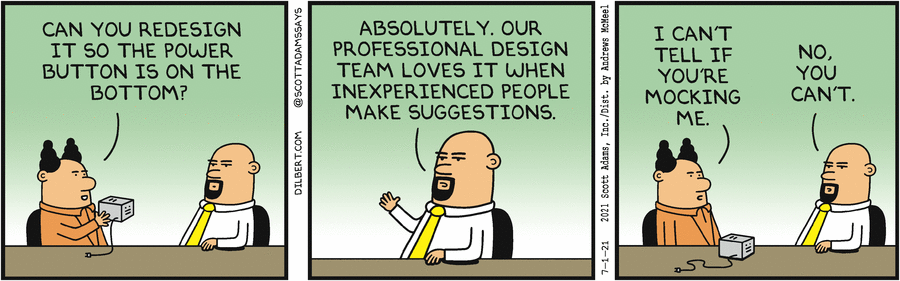 CAN YOU REDESIGN
IT SO THE POWER
BUTTON IS ON THE
BOTTOM?
DILBERT.COM @SCOTTADAMSSAYS
ABSOLUTELY. OUR
PROFESSIONAL DESIGN
TEAM LOVES IT WHEN
INEXPERIENCED PEOPLE
MAKE SUGGESTIONS.
7-1-21 2021 Scott Adams, Inc./Dist. by Andrews McMeel
I CAN'T
TELL IF
YOU'RE
MOCKING
ME.
NO,
YOU
CAN'T.